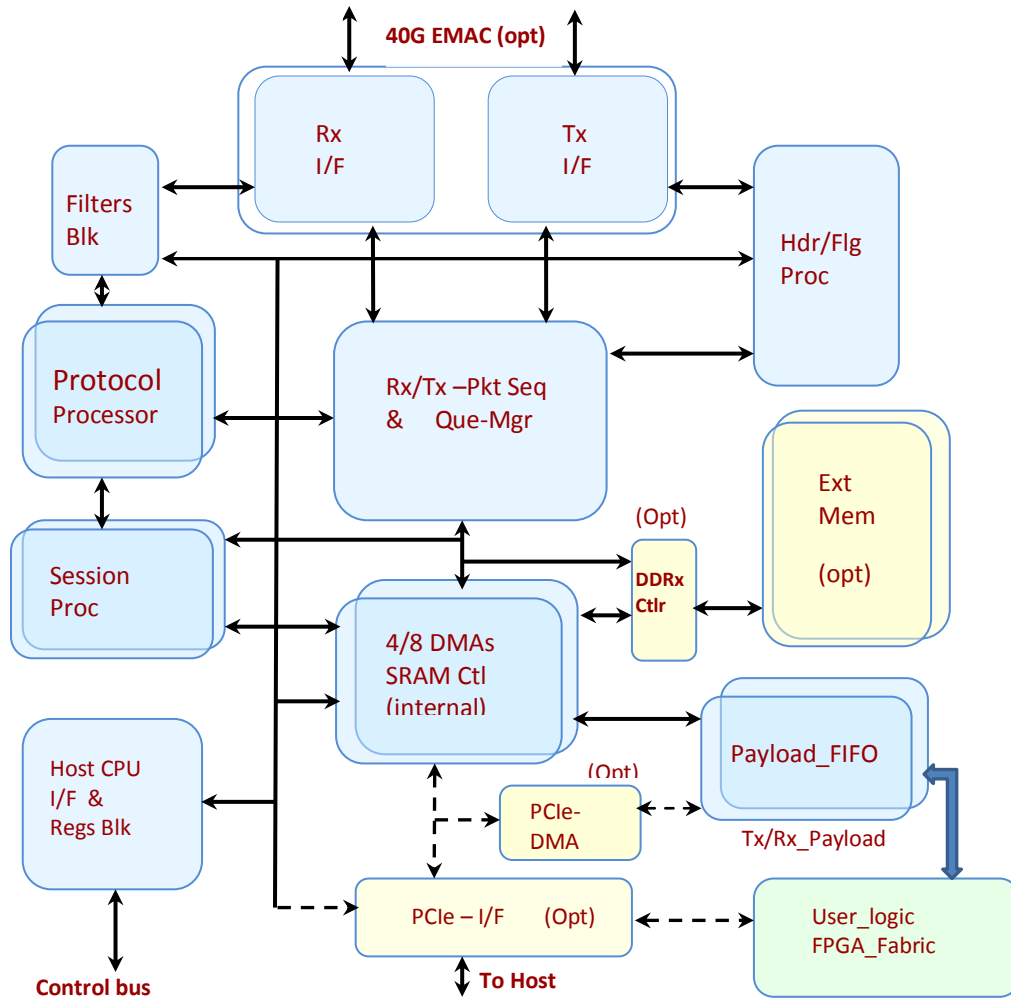 40G EMAC (opt)
Rx
I/F
Tx
I/F
Filters
Blk
Hdr/Flg
Proc
Protocol
Processor
Rx/Tx –Pkt Seq
& Que-Mgr
Ext
Mem
(opt)
(Opt)
DDRx
Ctlr
Session
Proc
4/8 DMAs
SRAM Ctl
(internal)
Payload_FIFO
Tx/Rx_Payload
Host CPU
I/F &
Regs Blk
(Opt)
PCIe-
DMA
PCIe – I/F (Opt)
User_logic
FPGA_Fabric
Control bus
To Host